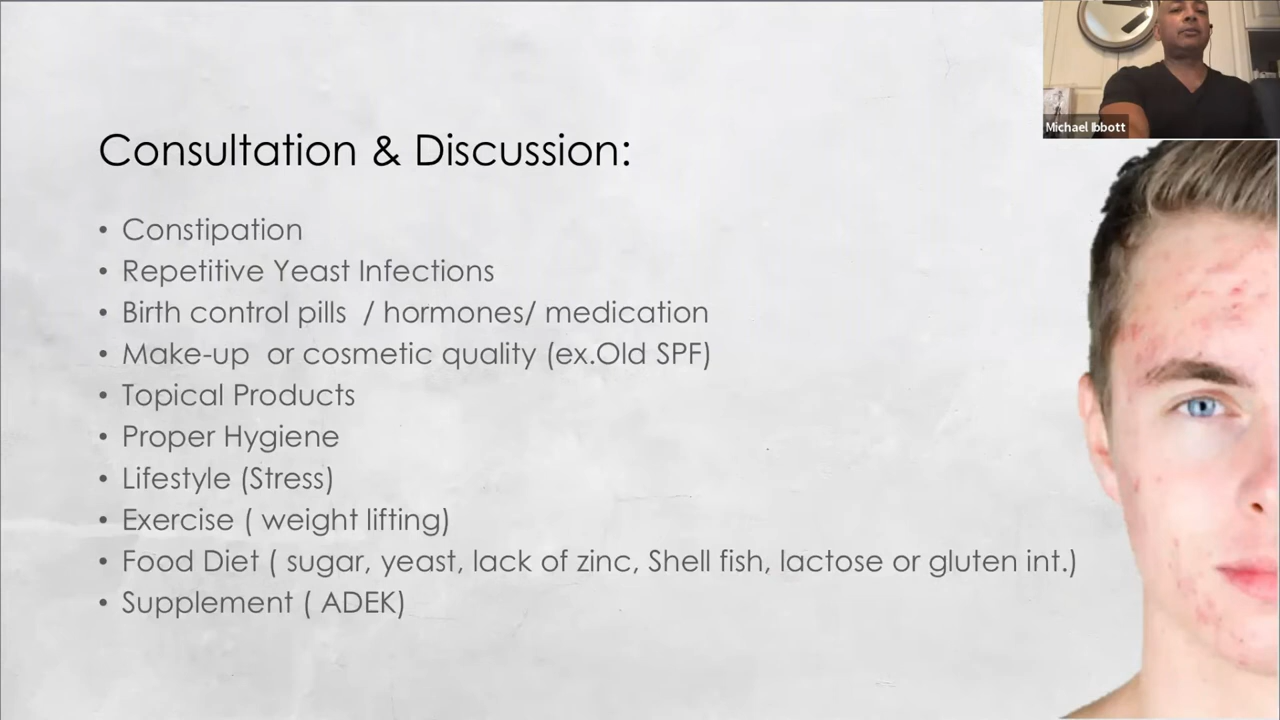 Michael Ibbott
Consultation & Discussion:
• Constipation
• Repetitive Yeast Infections
• Birth control pills / hormones/ medication
• Make-up or cosmetic quality (ex.Old SPF)
• Topical Products
• Proper Hygiene
• Lifestyle (Stress)
• Exercise ( weight lifting)
• Food Diet ( sugar, yeast, lack of zinc, Shell fish, lactose or gluten int.)
• Supplement ( ADEK)